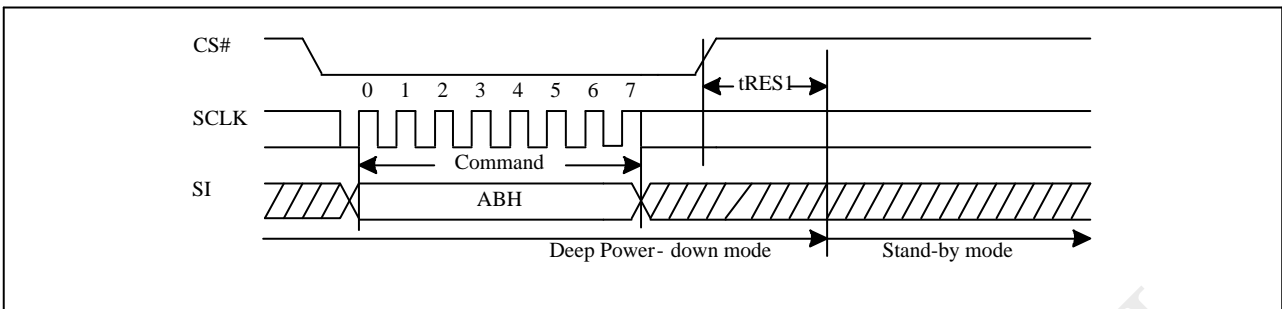 CS#
tRES1
0 1 2 3 4 5 6 7
SCLK
Command
SI
ABH
Deep Power- down mode Stand-by mode